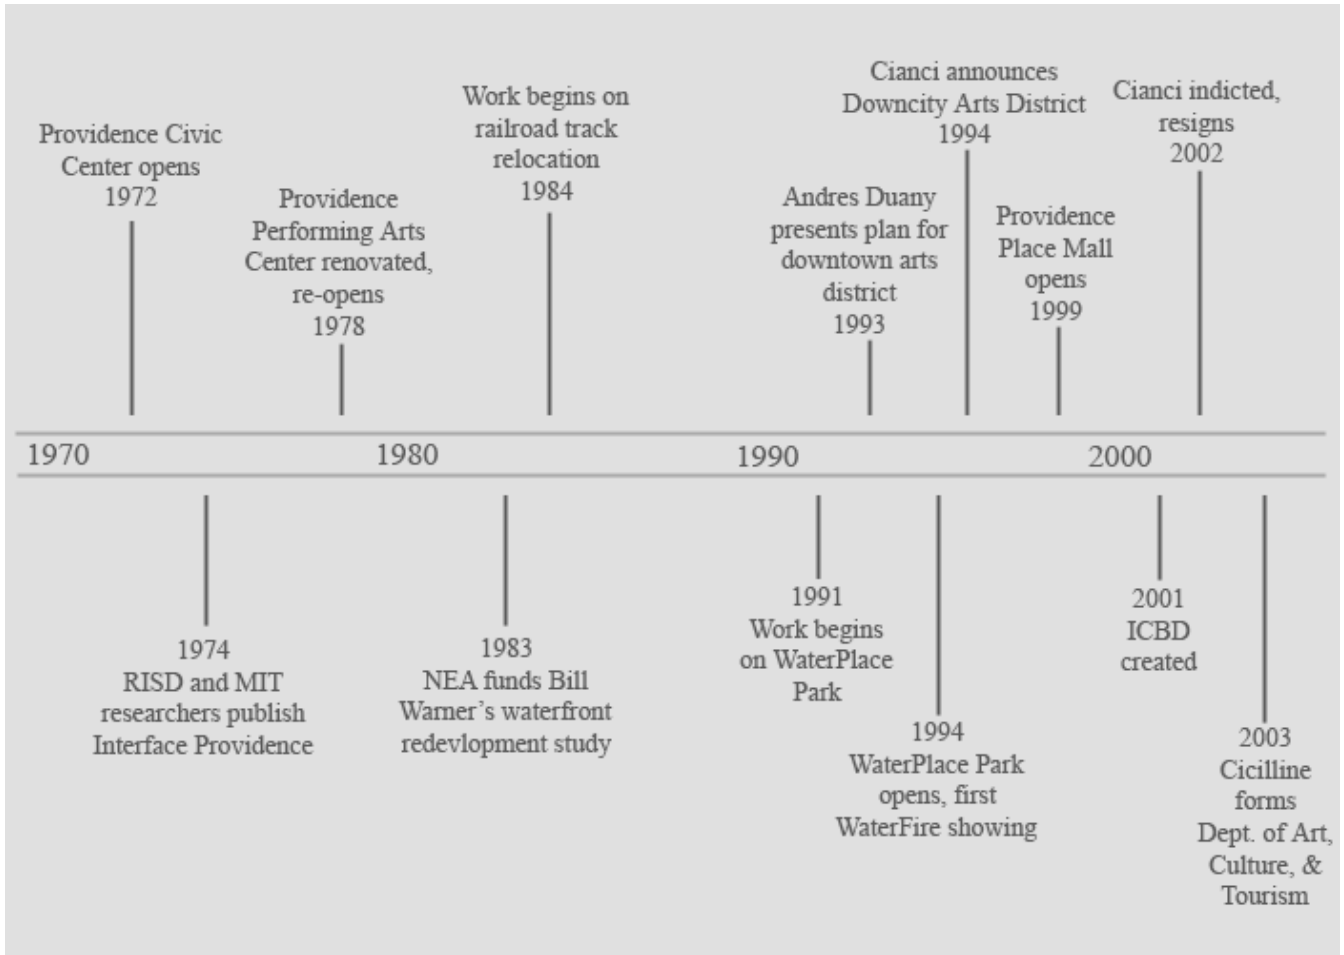 Providence Civic
Center opens
1972
Providence
Performing Arts
Center renovated,
re-opens
1978
Work begins on
railroad track
relocation
1984
Andres Duany
presents plan for
downtown arts
district
1993
Cianci announces
Downcity Arts District
1994
Providence
Place Mall
opens
1999
Cianci indicted,
resigns
2002
1970
1980
1990
2000
1974
RISD and MIT
researchers publish
Interface Providence
1983
NEA funds Bill
Warner's waterfront
redevlopment study
1991
Work begins
on WaterPlace
Park
1994
WaterPlace Park
opens, first
WaterFire showing
2001
ICBD
created
2003
Cicilline
forms
Dept. of Art,
Culture, &
Tourism